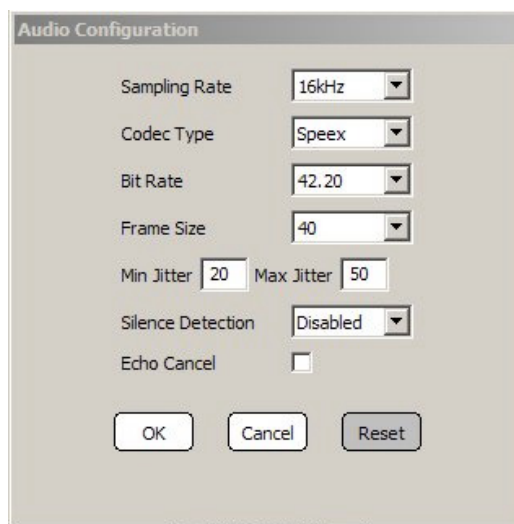 Audio Configuration
Sampling Rate 16kHz
Codec Type Speex
Bit Rate 42.20
Frame Size 40
Min Jitter 20 Max Jitter 50
Silence Detection Disabled
Echo Cancel
OK Cancel Reset